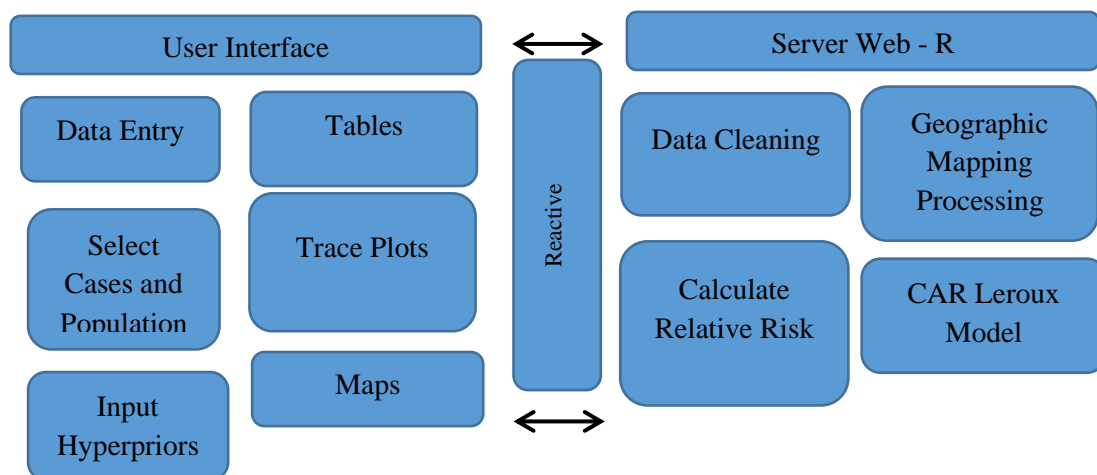 User Interface
Server Web - R
Data Entry
Tables
Select
Cases and
Population
Trace Plots
Input
Hyperpriors
Maps
Reactive
Data Cleaning
Geographic
Mapping
Processing
Calculate
Relative Risk
CAR Leroux
Model